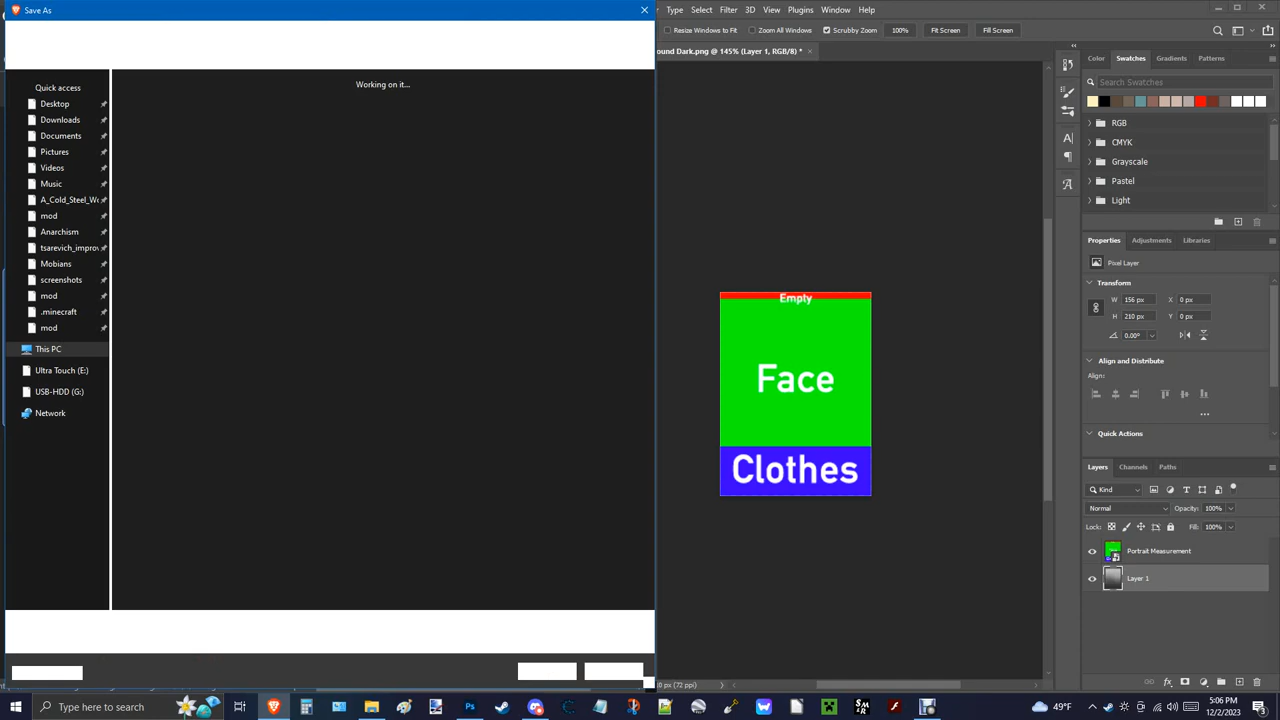 Save As
Type Select Filter 3D View Plugins Window Help
Resize Windows to Fit Zoom All Windows Scrubby Zoom 100% Fit Screen Fill Screen
ound Dark.png @ 145% (Layer 1, RGB/8) *
Working on it...
Quick access
Desktop
Downloads
Documents
Pictures
Videos
Music
A_Cold_Steel_Wo
mod
Anarchism
tsarevich_improv
Mobians
screenshots
mod
.minecraft
mod
This PC
Ultra Touch (E:)
USB-HDD (G:)
Network
Empty
Face
Clothes
Color Swatches Gradients Patterns
Search Swatches
RGB
CMYK
Grayscale
Pastel
Light
Properties Adjustments Libraries
Pixel Layer
Transform
W 156 px X 0 px
H 210 px Y 0 px
0.00°
Align and Distribute
Align:
Quick Actions
Layers Channels Paths
Kind
Normal Opacity: 100%
Lock: Fill: 100%
Portrait Measurement
Layer 1
0 px (72 ppi)
Type here to search
49°F
5:06 PM
12/2/2023